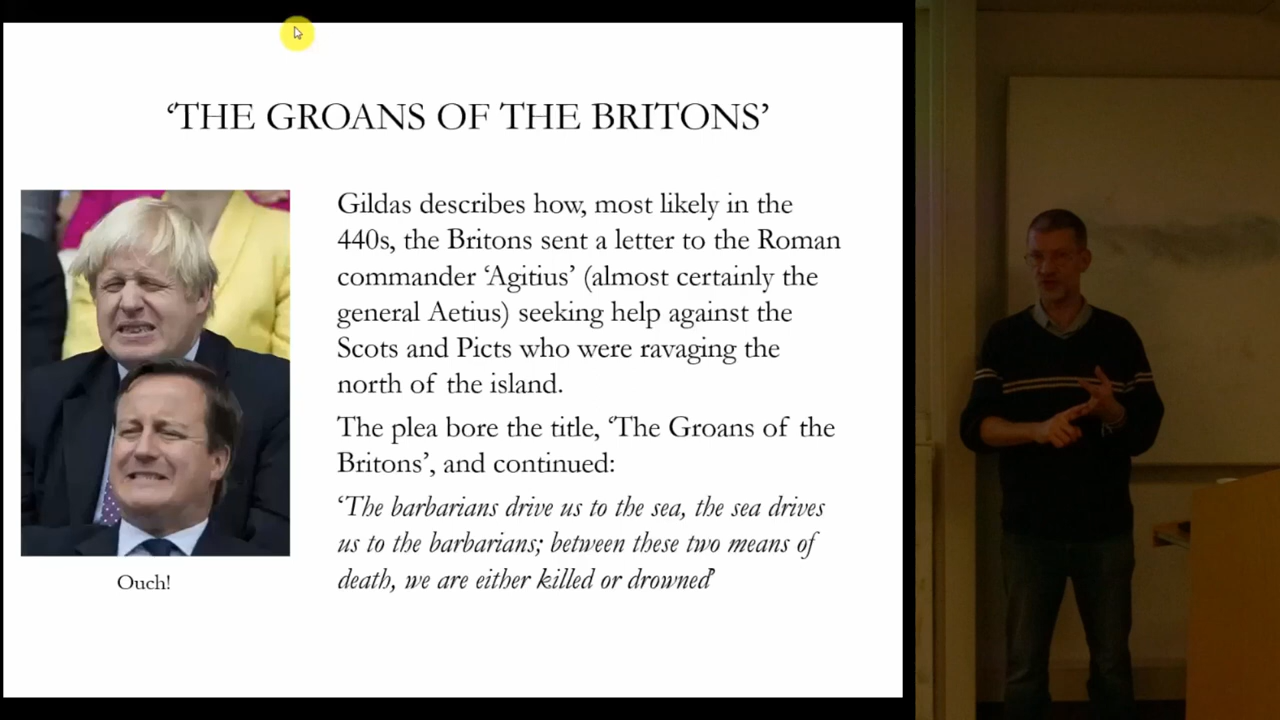 ‘THE GROANS OF THE BRITONS’
Gildas describes how, most likely in the
440s, the Britons sent a letter to the Roman
commander ‘Agitius’ (almost certainly the
general Aetius) seeking help against the
Scots and Picts who were ravaging the
north of the island.
The plea bore the title, ‘The Groans of the
Britons’, and continued:
‘The barbarians drive us to the sea, the sea drives
us to the barbarians; between these two means of
death, we are either killed or drowned’
Ouch!